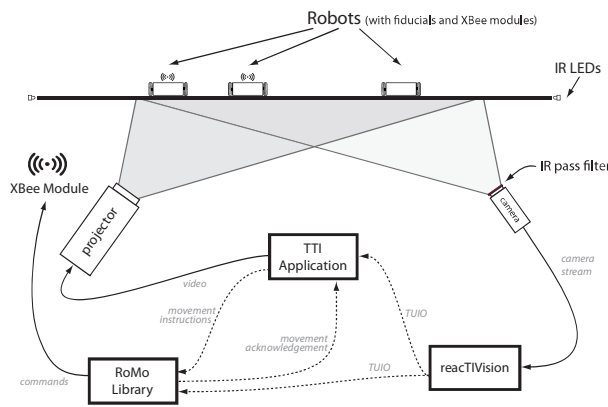 Robots (with fiducials and XBee modules)
IR LEDs
XBee Module
projector
IR pass filter
camera
TTI
Application
camera
stream
video
movement
instructions
TUIO
movement
acknowledgement
RoMo
Library
TUIO
reacTIVision
commands